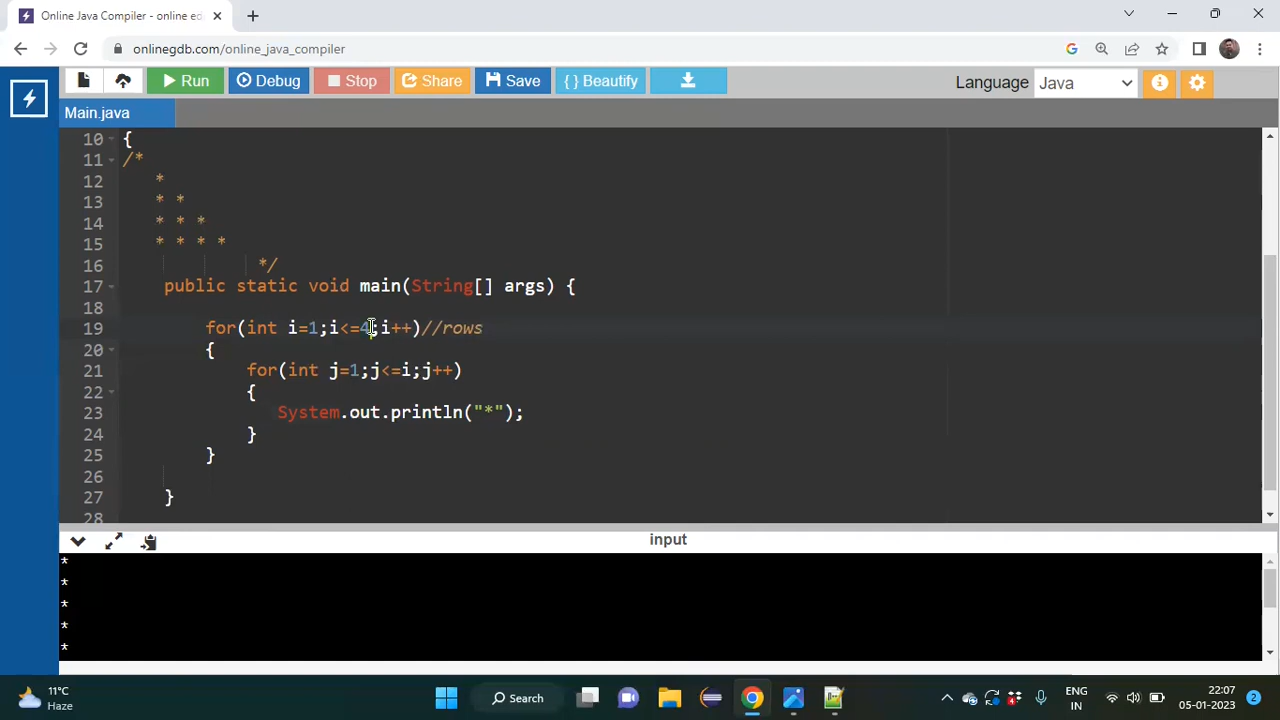 Online Java Compiler - online ed
onlinegdb.com/online_java_compiler
Run Debug Stop Share Save { } Beautify Language Java
Main.java
10 {
11 /*
12 *
13 * *
14 * * *
15 * * * *
16 */
17 public static void main(String[] args) {
18
19 for(int i=1;i<=4;i++)//rows
20 {
21 for(int j=1;j<=i;j++)
22 {
23 System.out.println("*");
24 }
25 }
26
27 }
28
input
*
*
*
*
*
11°C
Haze
Search
ENG
IN
22:07
05-01-2023
2